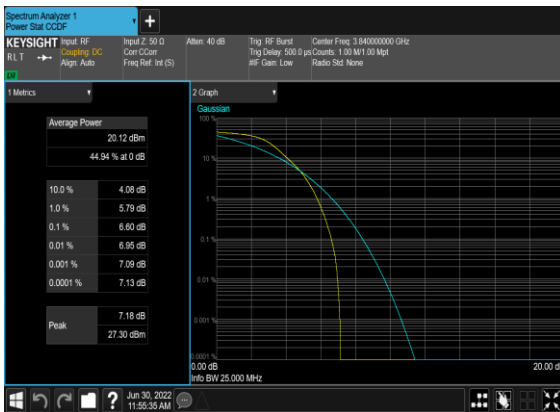 Spectrum Analyzer 1
Power Stat CCDF
KEYSIGHT
RLT
LV
Input: RF
Coupling: DC
Align: Auto
Input Z: 50 Ω
Corr CCorr
Freq Ref: Int (S)
Atten: 40 dB
Trig: RF Burst
Trig Delay: 500.0 µs
#IF Gain: Low
Center Freq: 3.840000000 GHz
Counts: 1.00 M/1.00 Mpt
Radio Std: None
1 Metrics
Average Power
20.12 dBm
44.94 % at 0 dB
10.0 % 4.08 dB
1.0 % 5.79 dB
0.1 % 6.60 dB
0.01 % 6.95 dB
0.001 % 7.09 dB
0.0001 % 7.13 dB
Peak
7.18 dB
27.30 dBm
2 Graph
Gaussian
100 %
10 %
1 %
0.1 %
0.01 %
0.001 %
0.0001 %
0.00 dB
20.00 d
Info BW 25.000 MHz
?
Jun 30, 2022
11:55:35 AM